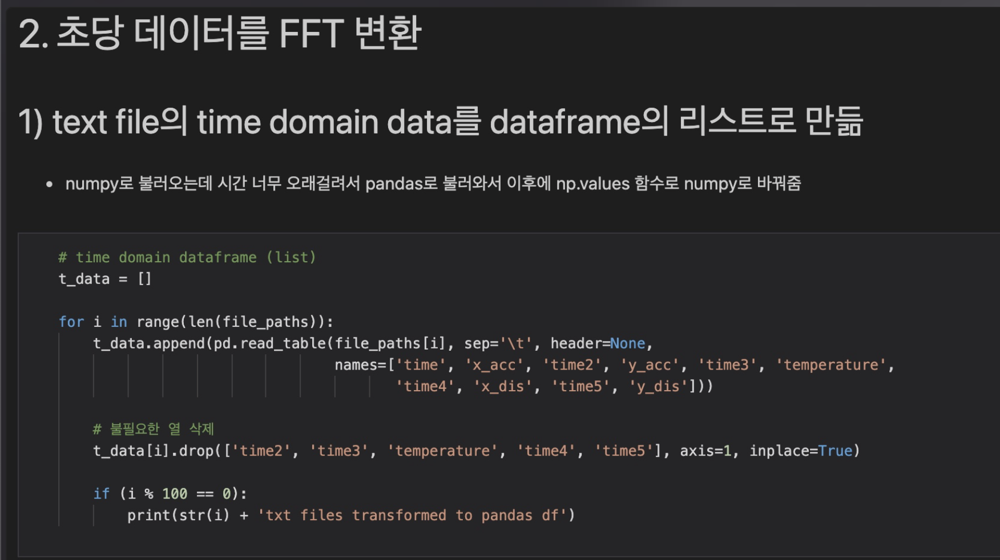 2. 초당 데이터를 FFT 변환
1) text file의 time domain data를 dataframe의 리스트로 만듦
• numpy로 불러오는데 시간 너무 오래걸려서 pandas로 불러와서 이후에 np.values 함수로 numpy로 바꿔줌
# time domain dataframe (list)
t_data = []
for i in range(len(file_paths)):
    t_data.append(pd.read_table(file_paths[i], sep='\t', header=None,
                                names=['time', 'x_acc', 'time2', 'y_acc', 'time3', 'temperature',
                                       'time4', 'x_dis', 'time5', 'y_dis']))
    # 불필요한 열 삭제
    t_data[i].drop(['time2', 'time3', 'temperature', 'time4', 'time5'], axis=1, inplace=True)
    if (i % 100 == 0):
        print(str(i) + 'txt files transformed to pandas df')